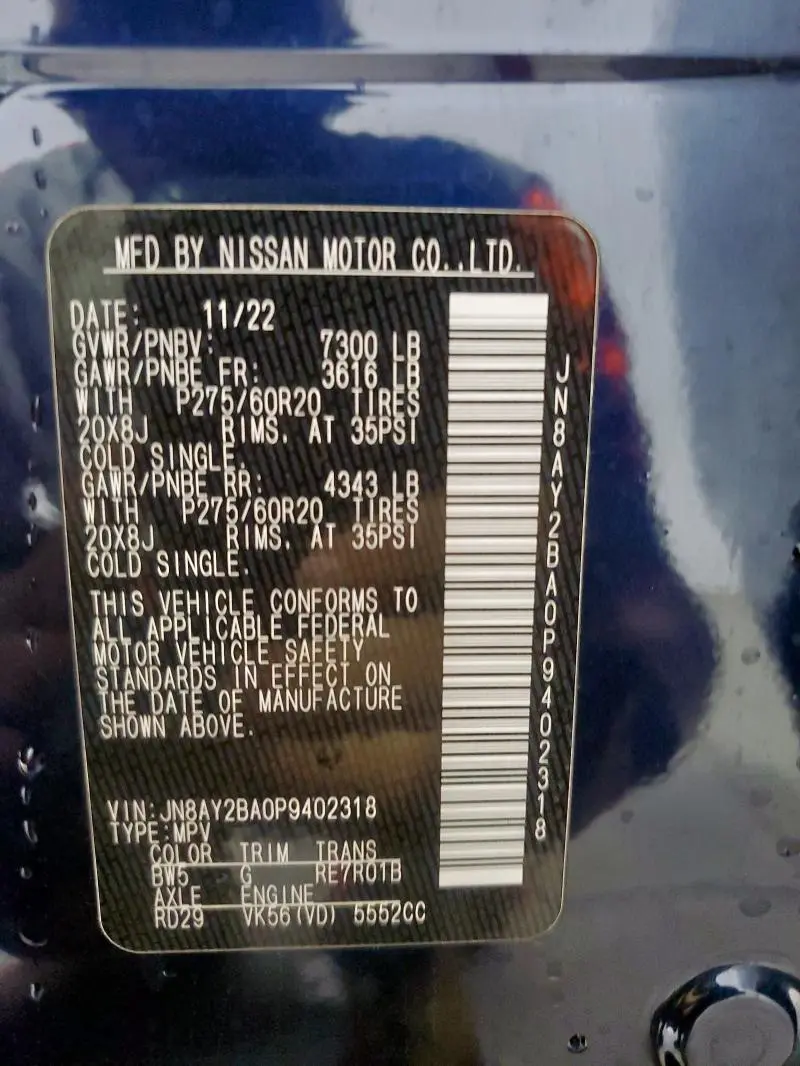 MFD BY NISSAN MOTOR CO.,LTD.
DATE: 11/22
GVWR/PNBV: 7300 LB
GAWR/PNBE FR: 3616 LB
WITH P275/60R20 TIRES
20X8J RIMS, AT 35PSI
COLD SINGLE.
GAWR/PNBE RR: 4343 LB
WITH P275/60R20 TIRES
20X8J RIMS, AT 35PSI
COLD SINGLE.
THIS VEHICLE CONFORMS TO
ALL APPLICABLE FEDERAL
MOTOR VEHICLE SAFETY
STANDARDS IN EFFECT ON
THE DATE OF MANUFACTURE
SHOWN ABOVE.
VIN:JN8AY2BA0P9402318
TYPE:MPV
COLOR TRIM TRANS
BW5 G RE7R01B
AXLE ENGINE
RD29 VK56(VD) 5552CC
JN8AY2BA0P9402318